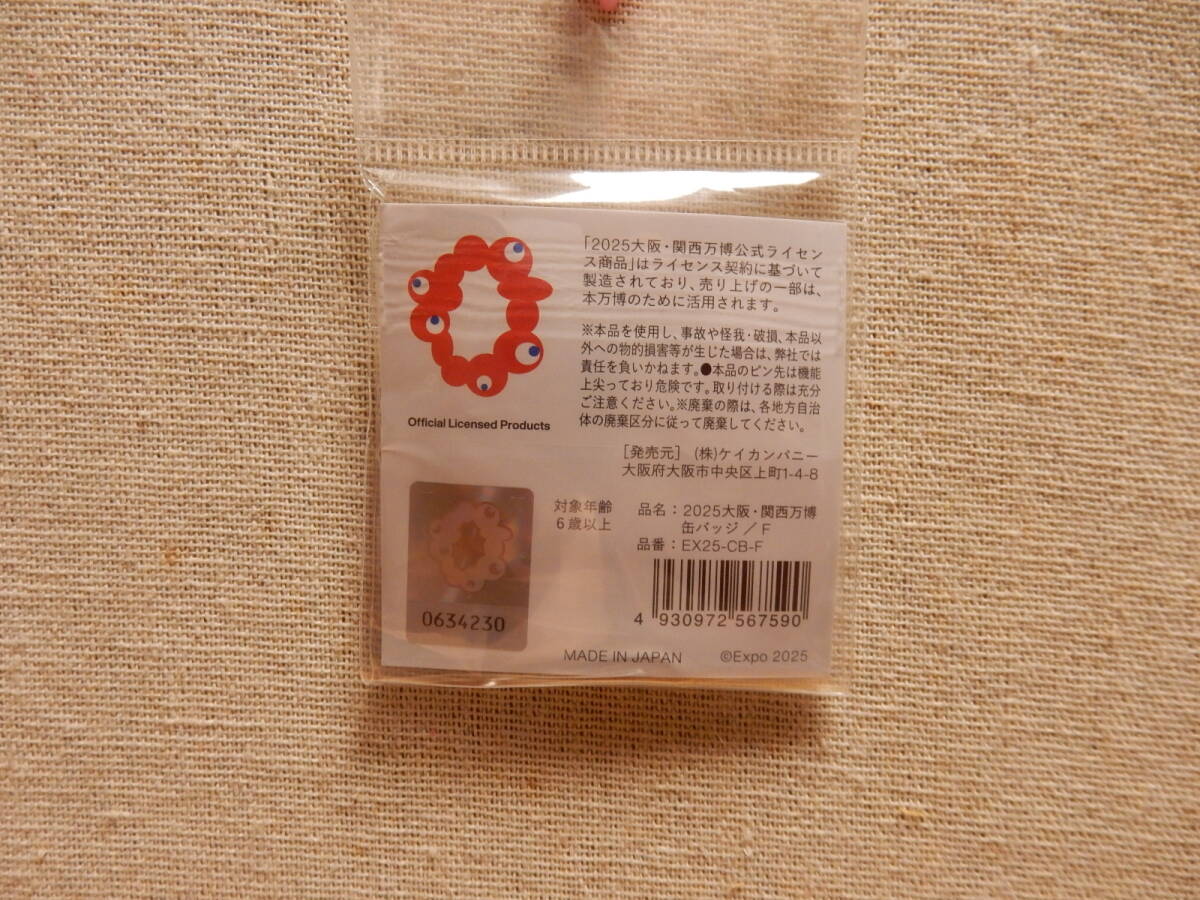 「2025大阪・関西万博公式ライセン
ス商品」はライセンス契約に基づいて
製造されており、売り上げの一部は、
本万博のために活用されます。
※本品を使用し、事故や怪我・破損、本品以
外への物的損害等が生じた場合は、弊社では
責任を負いかねます。●本品のピン先は機能
上尖っており危険です。取り付ける際は充分
ご注意ください。※廃棄の際は、各地方自治
体の廃棄区分に従って廃棄してください。
Official Licensed Products
［発売元］ (株)ケイカンパニー
大阪府大阪市中央区上町1-4-8
対象年齢
6歳以上
品名：2025大阪・関西万博
缶バッジ／F
品番：EX25-CB-F
0634230
4 930972 567590
MADE IN JAPAN ©Expo 2025